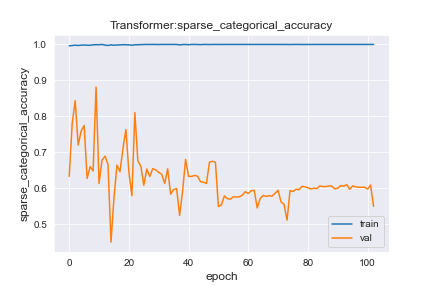 Transformer:sparse_categorical_accuracy
sparse_categorical_accuracy
1.0
0.9
0.8
0.7
0.6
0.5
0
20
40
60
80
100
epoch
train
val